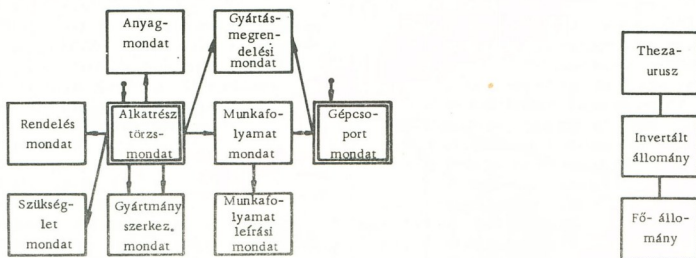 Anyag-
mondat
Gyártás-
megren-
delési
mondat
Rendelés
mondat
Alkatrész
törzs-
mondat
Munkafo-
lyamat
mondat
Gépcso-
port
mondat
Szükség-
let
mondat
Gyártmány
szerkez.
mondat
Munkafo-
lyamat
leírási
mondat
Theza-
urusz
Invertált
állomány
Fő- állo-
mány